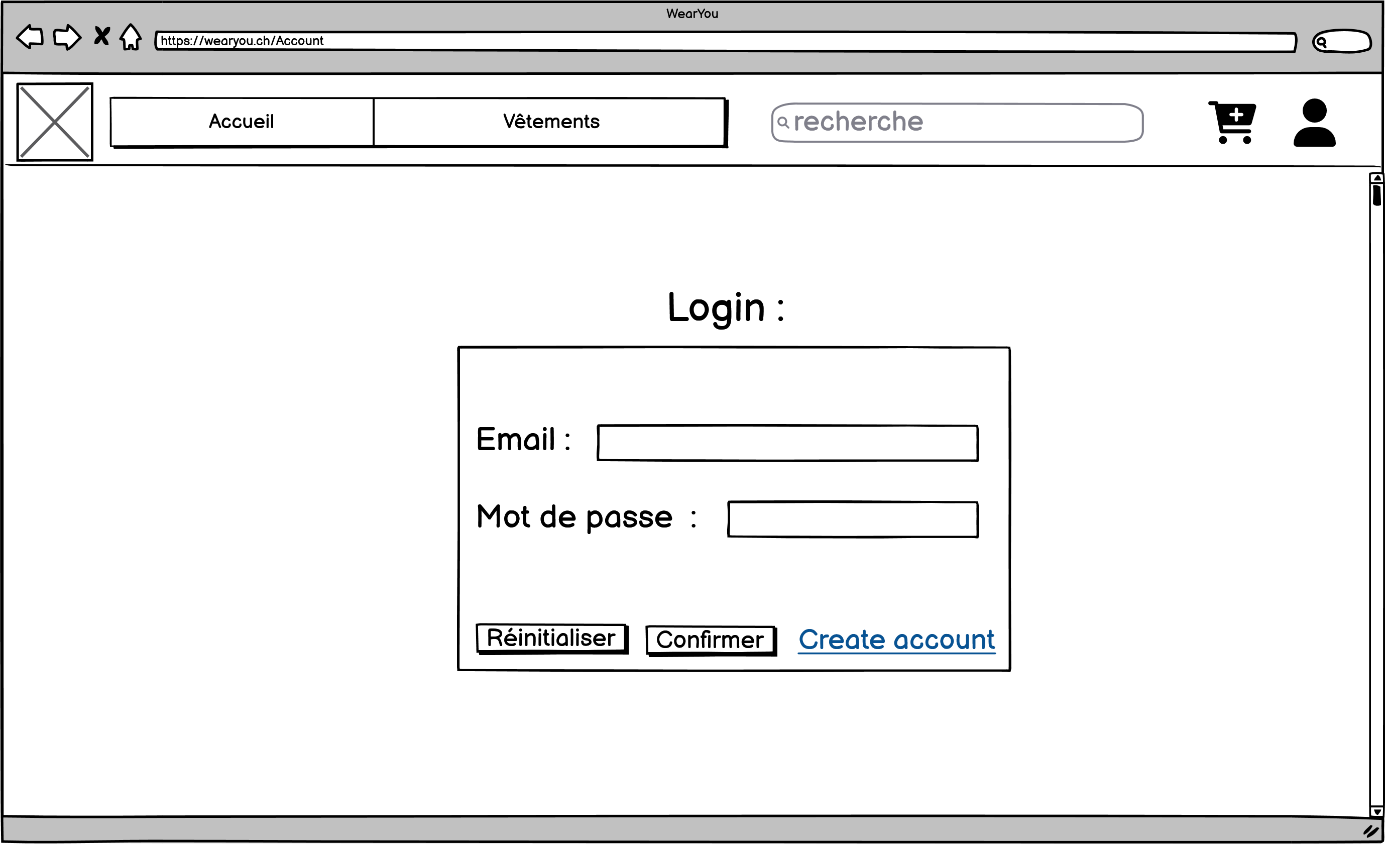 WearYou
https://wearyou.ch/Account
Accueil
Vêtements
recherche
Login :
Email :
Mot de passe :
Réinitialiser
Confirmer
Create account